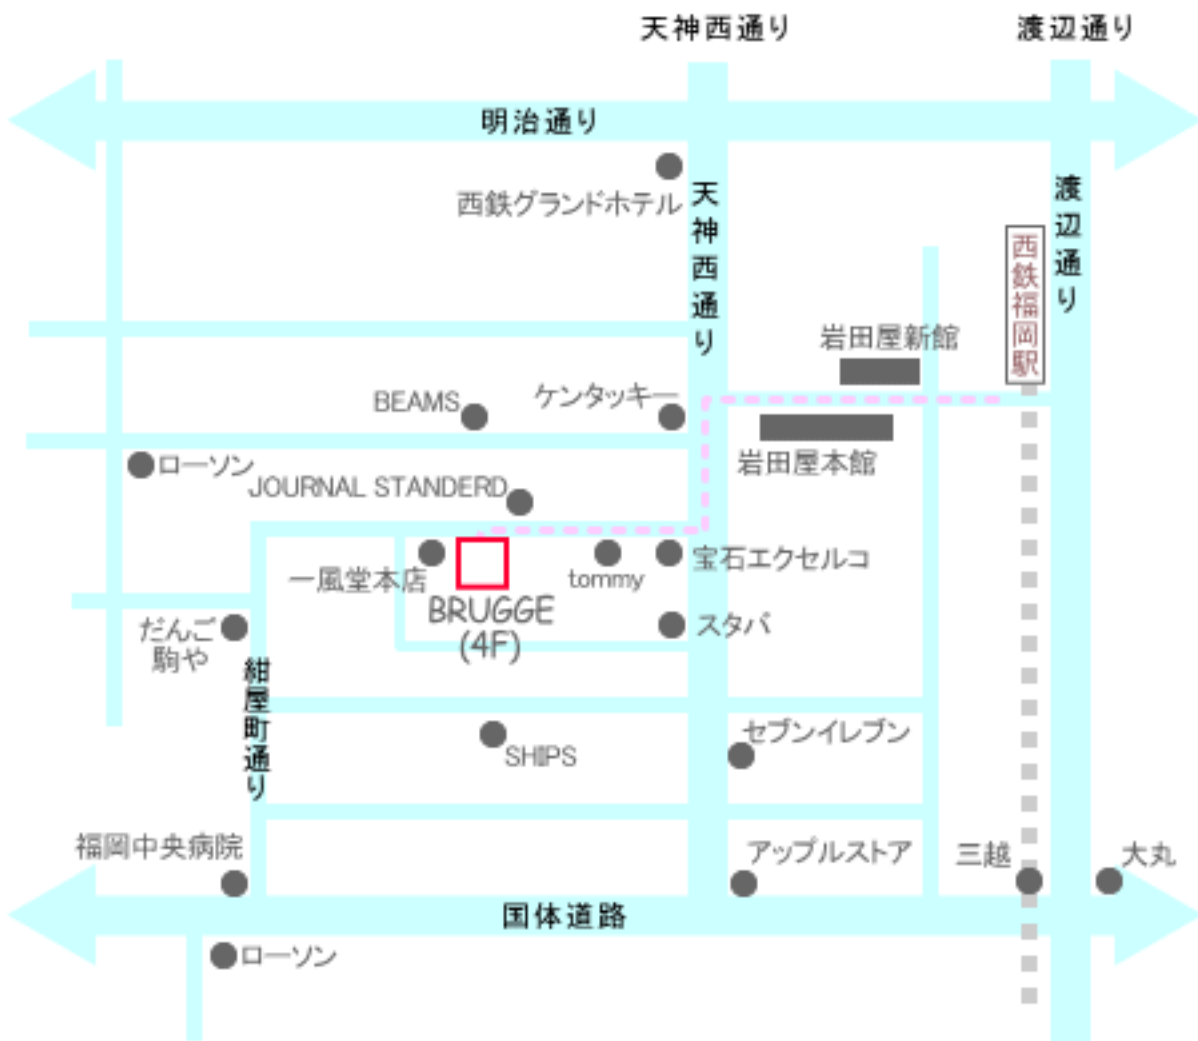 天神西通り
渡辺通り
明治通り
西鉄グランドホテル
天神西通り
渡辺通り
西鉄福岡駅
岩田屋新館
BEAMS
ケンタッキー
岩田屋本館
ローソン
JOURNAL STANDERD
宝石エクセルコ
一風堂本店
tommy
BRUGGE
(4F)
スタバ
だんご
駒や
紺屋町通り
セブンイレブン
SHIPS
福岡中央病院
アップルストア
三越
大丸
国体道路
ローソン